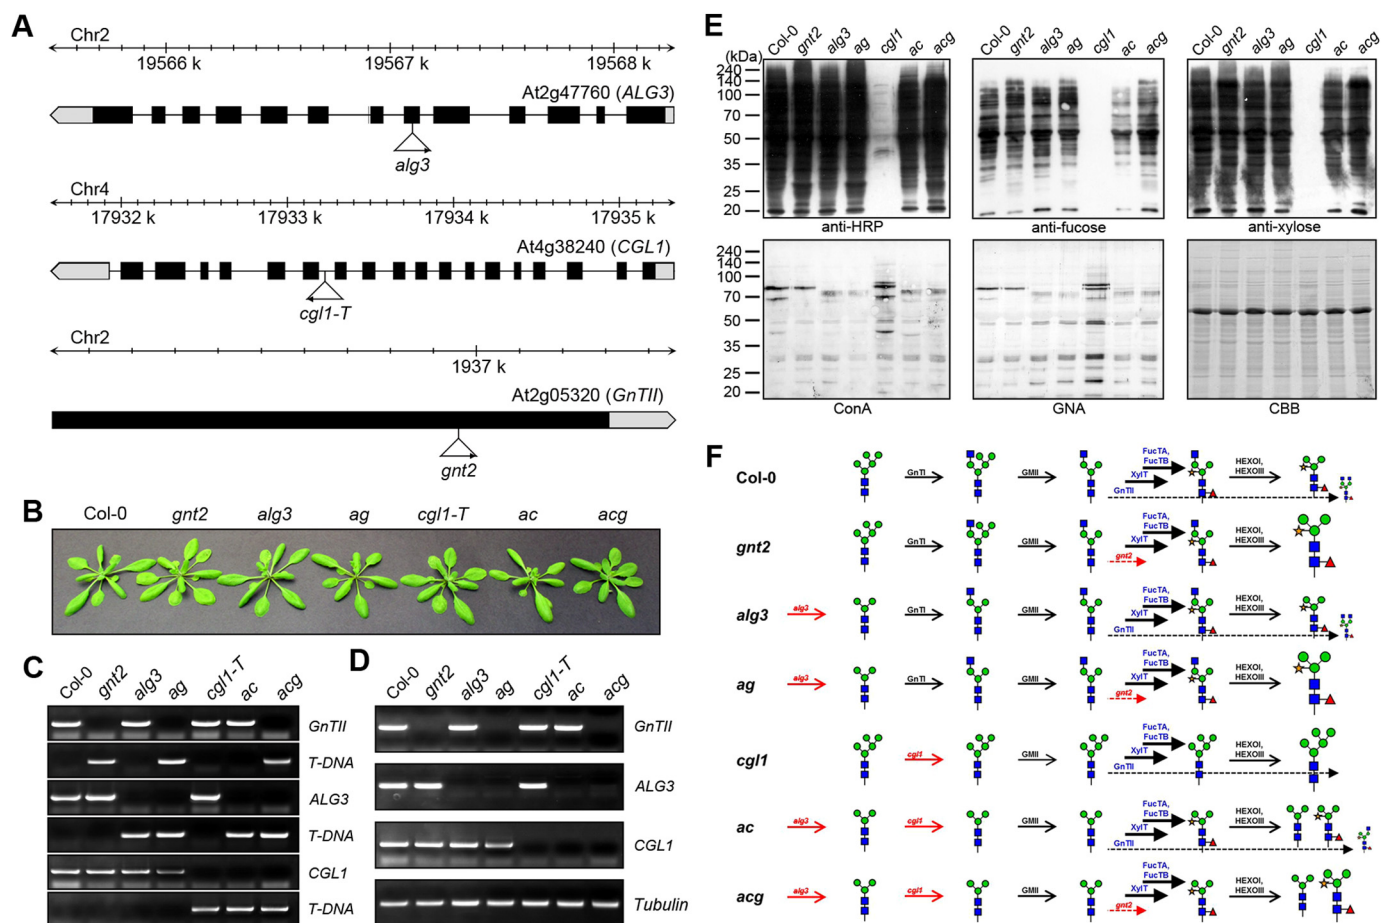 A
Chr2
19566 k 19567 k 19568 k
At2g47760 (ALG3)
alg3
Chr4
17932 k 17933 k 17934 k 17935 k
At4g38240 (CGL1)
cgl1-T
Chr2
1937 k
At2g05320 (GnTII)
gnt2
B
Col-0 gnt2 alg3 ag cgl1-T ac acg
C
Col-0 gnt2 alg3 ag cgl1-T ac acg
GnTII
T-DNA
ALG3
T-DNA
CGL1
T-DNA
D
Col-0 gnt2 alg3 ag cgl1-T ac acg
GnTII
ALG3
CGL1
Tubulin
E
Col-0 gnt2 alg3 ag cgl1 ac acg
Col-0 gnt2 alg3 ag cgl1 ac acg
Col-0 gnt2 alg3 ag cgl1 ac acg
(kDa)
240
140
100
70
50
35
25
20
anti-HRP anti-fucose anti-xylose
240
140
100
70
50
35
25
20
ConA GNA CBB
F
Col-0 GnTI GMII FucTA, FucTB XylT GnTII HEXOI, HEXOIII
gnt2 GnTI GMII FucTA, FucTB XylT gnt2 HEXOI, HEXOIII
alg3 alg3 GnTI GMII FucTA, FucTB XylT GnTII HEXOI, HEXOIII
ag alg3 GnTI GMII FucTA, FucTB XylT gnt2 HEXOI, HEXOIII
cgl1 cgl1 GMII FucTA, FucTB XylT GnTII HEXOI, HEXOIII
ac alg3 cgl1 GMII FucTA, FucTB XylT GnTII HEXOI, HEXOIII
acg alg3 cgl1 GMII FucTA, FucTB XylT gnt2 HEXOI, HEXOIII